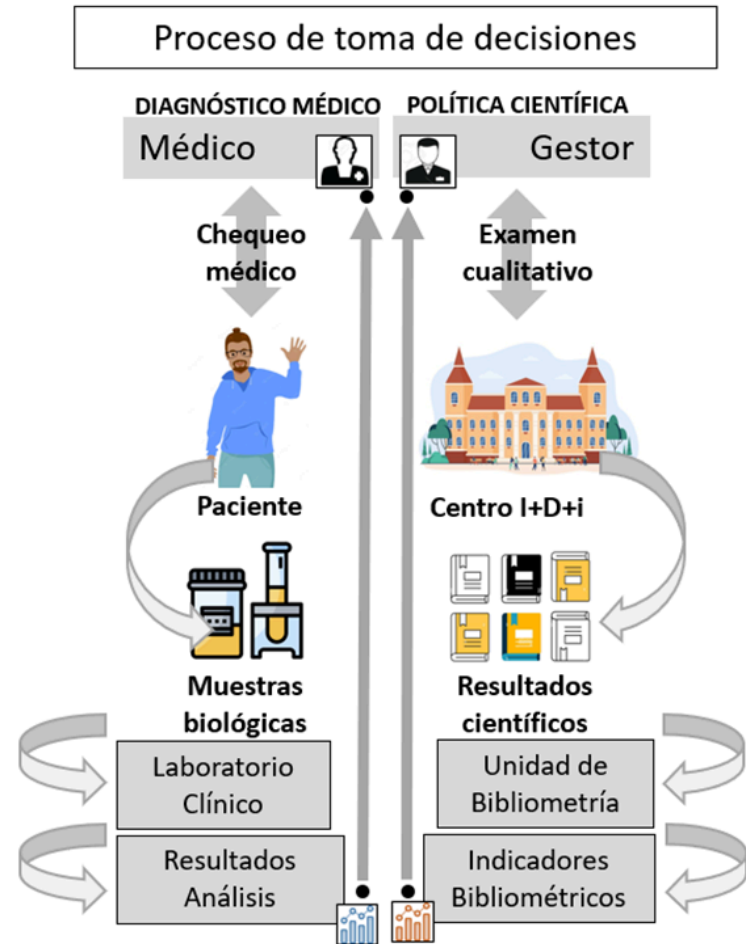 Proceso de toma de decisiones
DIAGNÓSTICO MÉDICO
POLÍTICA CIENTÍFICA
Médico
Gestor
Chequeo
médico
Examen
cualitativo
Paciente
Centro I+D+i
Muestras
biológicas
Resultados
científicos
Laboratorio
Clínico
Unidad de
Bibliometría
Resultados
Análisis
Indicadores
Bibliométricos